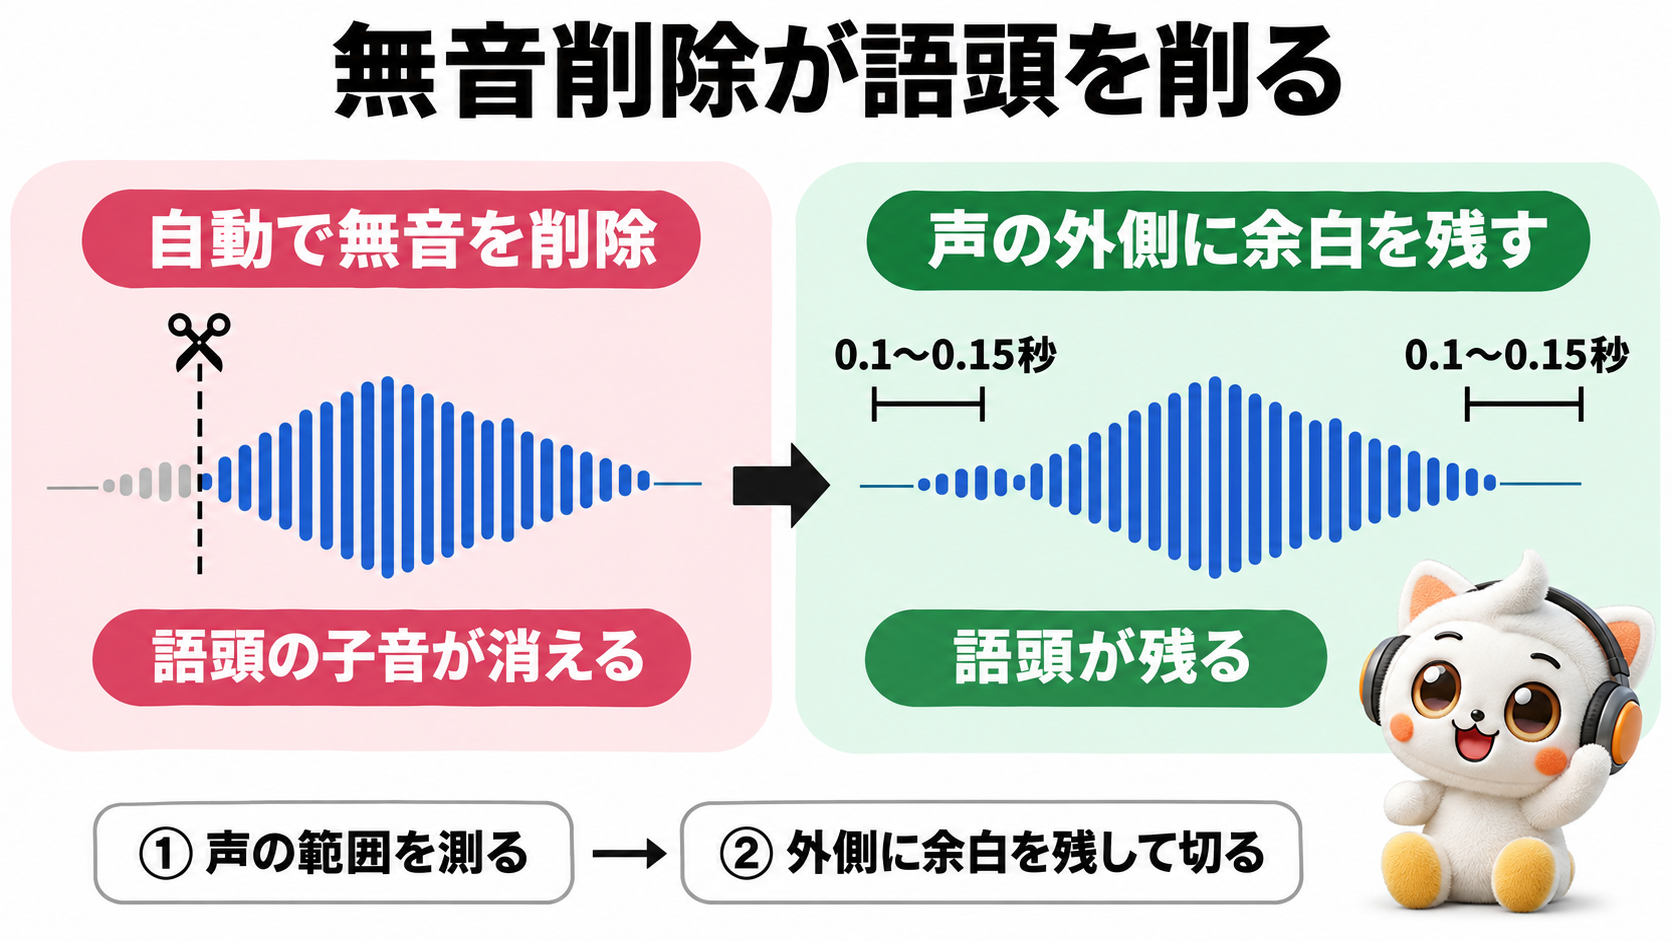 無音削除が語頭を削る
自動で無音を削除
語頭の子音が消える
声の外側に余白を残す
0.1〜0.15秒
0.1〜0.15秒
語頭が残る
① 声の範囲を測る
② 外側に余白を残して切る